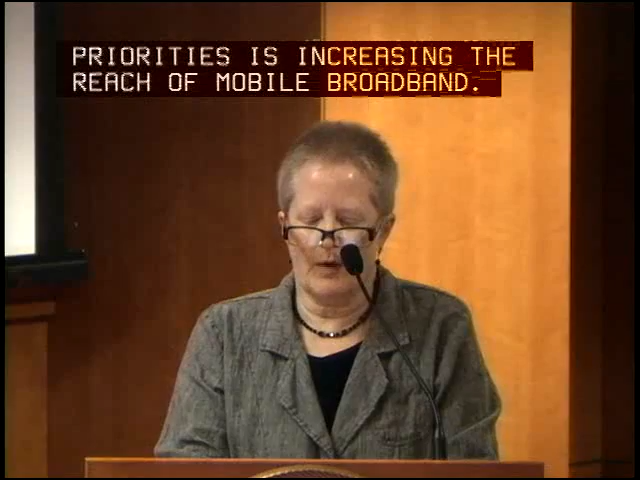 PRIORITIES IS INCREASING THE
REACH OF MOBILE BROADBAND.